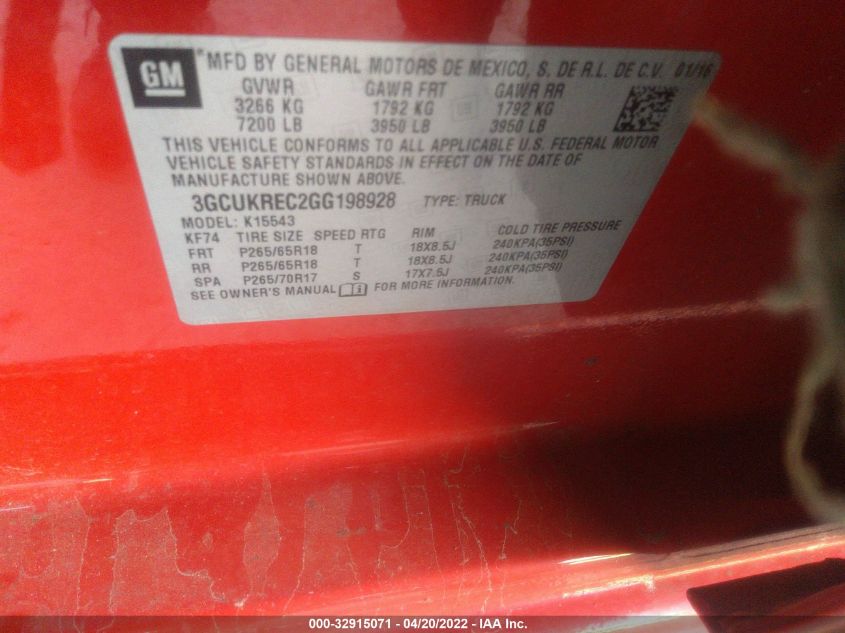 GM ® MFD BY GENERAL MOTORS DE MEXICO, S. DE R.L. DE C.V. 01/16
GVWR GAWR FRT GAWR RR
3266 KG 1792 KG 1792 KG
7200 LB 3950 LB 3950 LB
THIS VEHICLE CONFORMS TO ALL APPLICABLE U.S. FEDERAL MOTOR
VEHICLE SAFETY STANDARDS IN EFFECT ON THE DATE OF
MANUFACTURE SHOWN ABOVE.
3GCUKREC2GG198928 TYPE: TRUCK
MODEL: K15543
KF74 TIRE SIZE SPEED RTG RIM COLD TIRE PRESSURE
FRT P265/65R18 T 18X8.5J 240KPA(35PSI)
RR P265/65R18 T 18X8.5J 240KPA(35PSI)
SPA P265/70R17 S 17X7.5J 240KPA(35PSI)
SEE OWNER'S MANUAL FOR MORE INFORMATION.
000-32915071 - 04/20/2022 - IAA Inc.